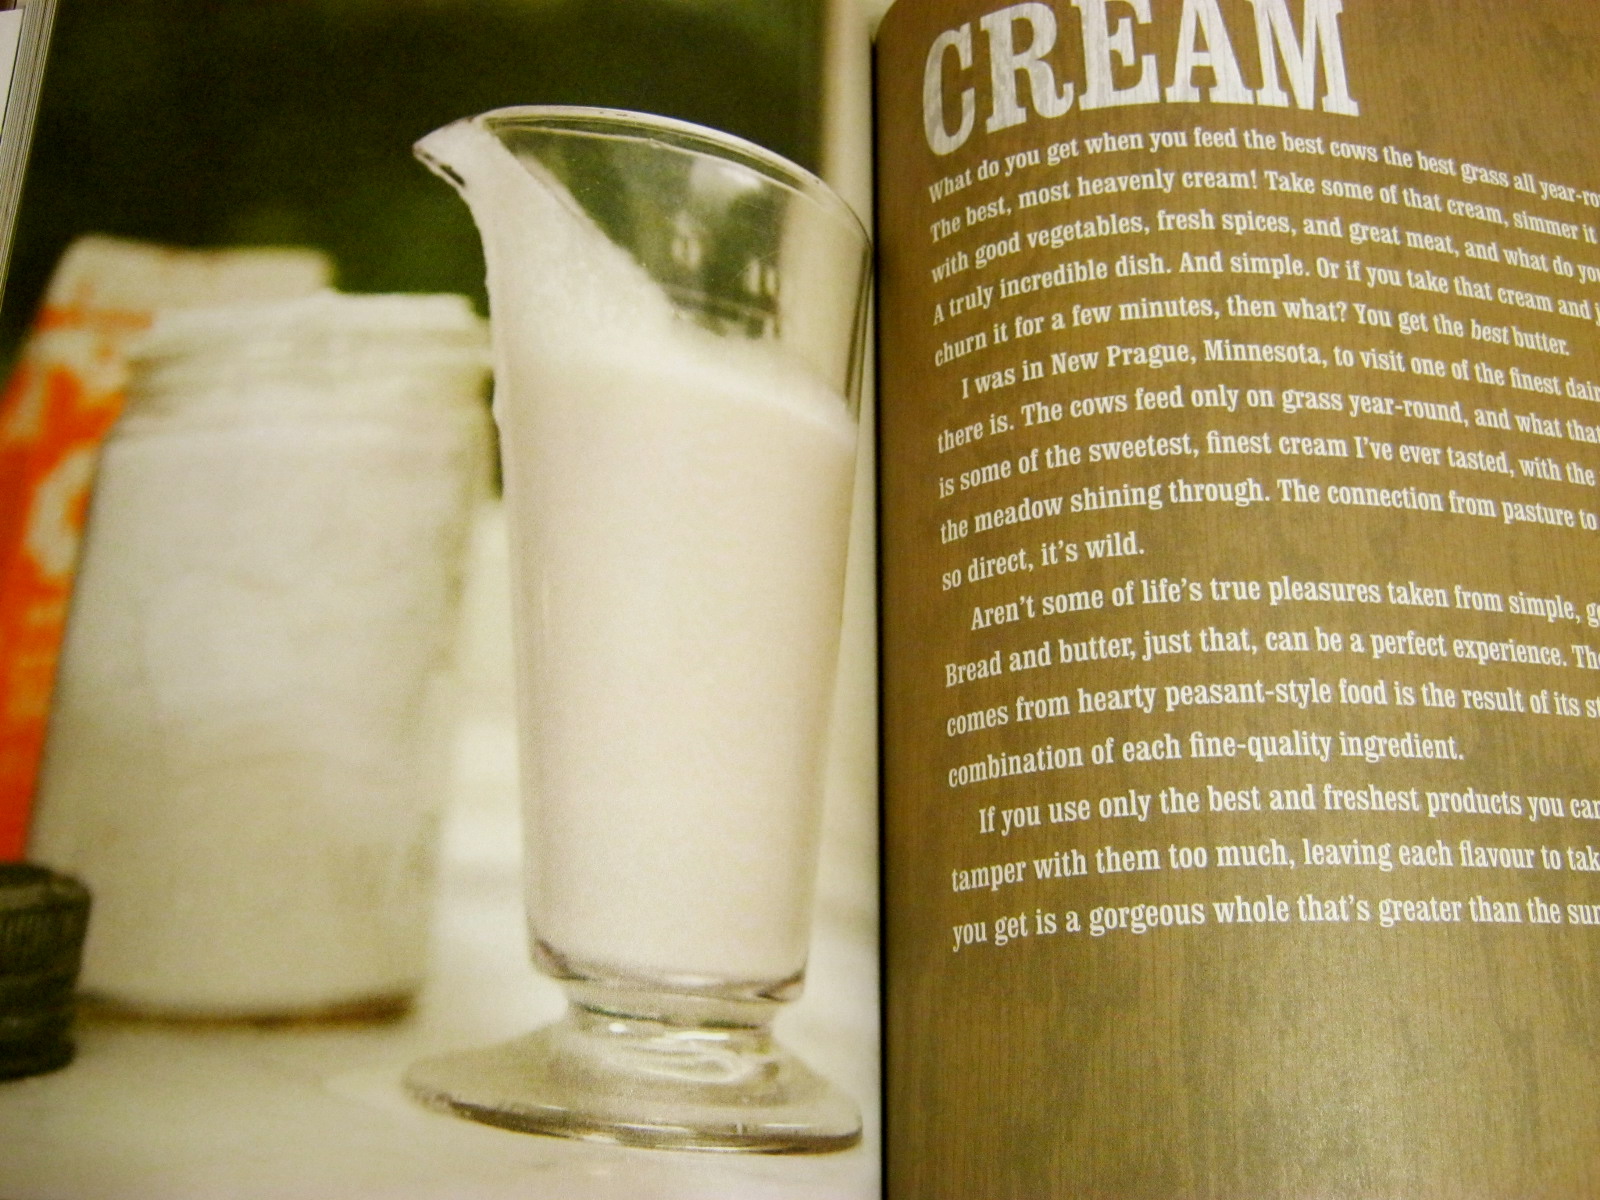 CREAM
What do you get when you feed the best cows the best grass all
The best, most heavenly cream! Take some of that cream, simmer it
with good vegetables, fresh spices, and great meat, and what do
A truly incredible dish. And simple. Or if you take that cream and
churn it for a few minutes, then what? You get the best butter.
I was in New Prague, Minnesota, to visit one of the finest
there is. The cows feed only on grass year-round, and what that
is some of the sweetest, finest cream I've ever tasted, with the
the meadow shining through. The connection from pasture to
so direct, it's wild.
Aren't some of life's true pleasures taken from simple,
Bread and butter, just that, can be a perfect experience.
comes from hearty peasant-style food is the result of its
combination of each fine-quality ingredient.
If you use only the best and freshest products you
tamper with them too much, leaving each flavour to
you get is a gorgeous whole that's greater than the